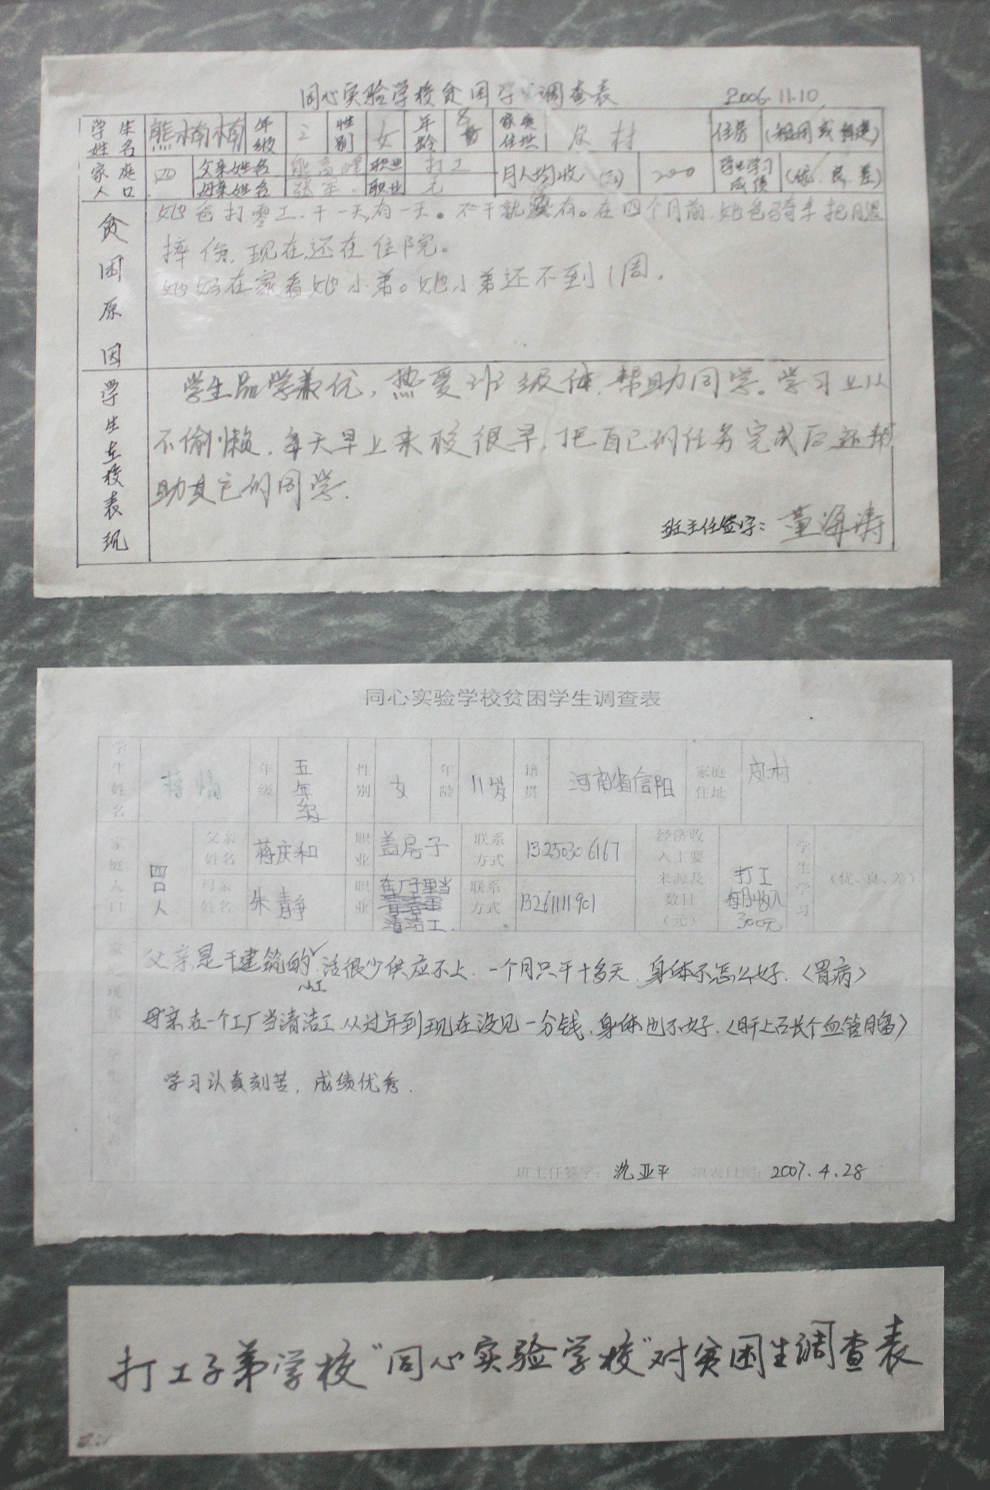 同心实验学校贫困学生调查表 2006.11.10.
学生姓名 熊楠楠 年级 二 性别 女 年龄 8岁 家庭住址 皮村 住房 (租用或自建)
家庭人口 四 父亲姓名 职业 打工 月人均收(元) 200 学生学习成绩 (优、良、差)
母亲姓名 张 职业 无
贫困原因
她爸打零工,干一天有一天。不干就没有。在四个月前,她爸骑车把腿
摔伤,现在还在住院。
她妈在家看她小弟。她小弟还不到1周。
学生在校表现
学生品学兼优,热爱班级体,帮助同学。学习上从
不偷懒,每天早上来校很早,把自己的任务完成后还帮
助其它的同学.
班主任签字: 董海涛
同心实验学校贫困学生调查表
学生姓名 蒋 年级 五年级 性别 女 年龄 11岁 籍贯 河南省信阳 家庭住址 皮村
家庭人口 四口人 父亲姓名 蒋庆和 职业 盖房子 联系方式 13250306167 经济收入主要来源及数目(元) 打工每月收入300元 学生学习 (优、良、差)
母亲姓名 朱青静 职业 在厂子里当清洁工. 联系方式 13261111901
家庭现状
父亲是干建筑的小工,活很少供应不上.一个月只干十多天,身体不怎么好.〈胃病〉
母亲在一个工厂当清洁工从过年到现在没见一分钱,身体也不好.〈肝上占长个血管瘤〉
学习认真刻苦,成绩优秀.
班主任签字: 沈亚平 填表日期: 2007.4.28
打工子弟学校"同心实验学校"对贫困生调查表